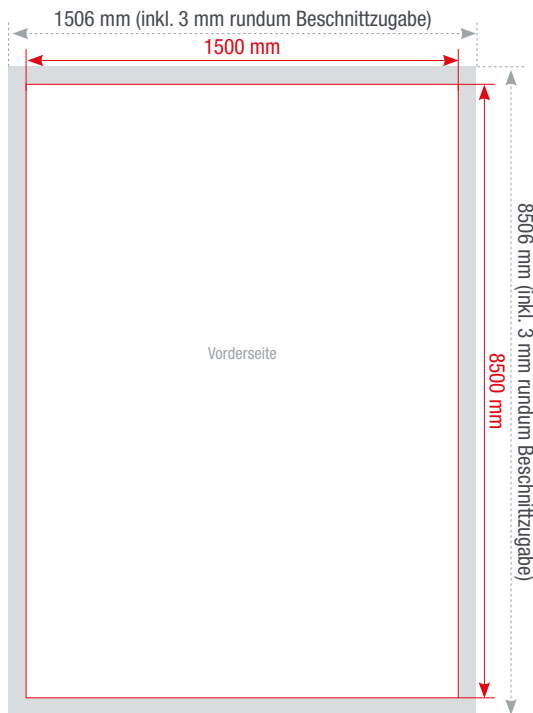 1506 mm (inkl. 3 mm rundum Beschnittzugabe)
1500 mm
8506 mm (inkl. 3 mm rundum Beschnittzugabe)
8500 mm
Vorderseite